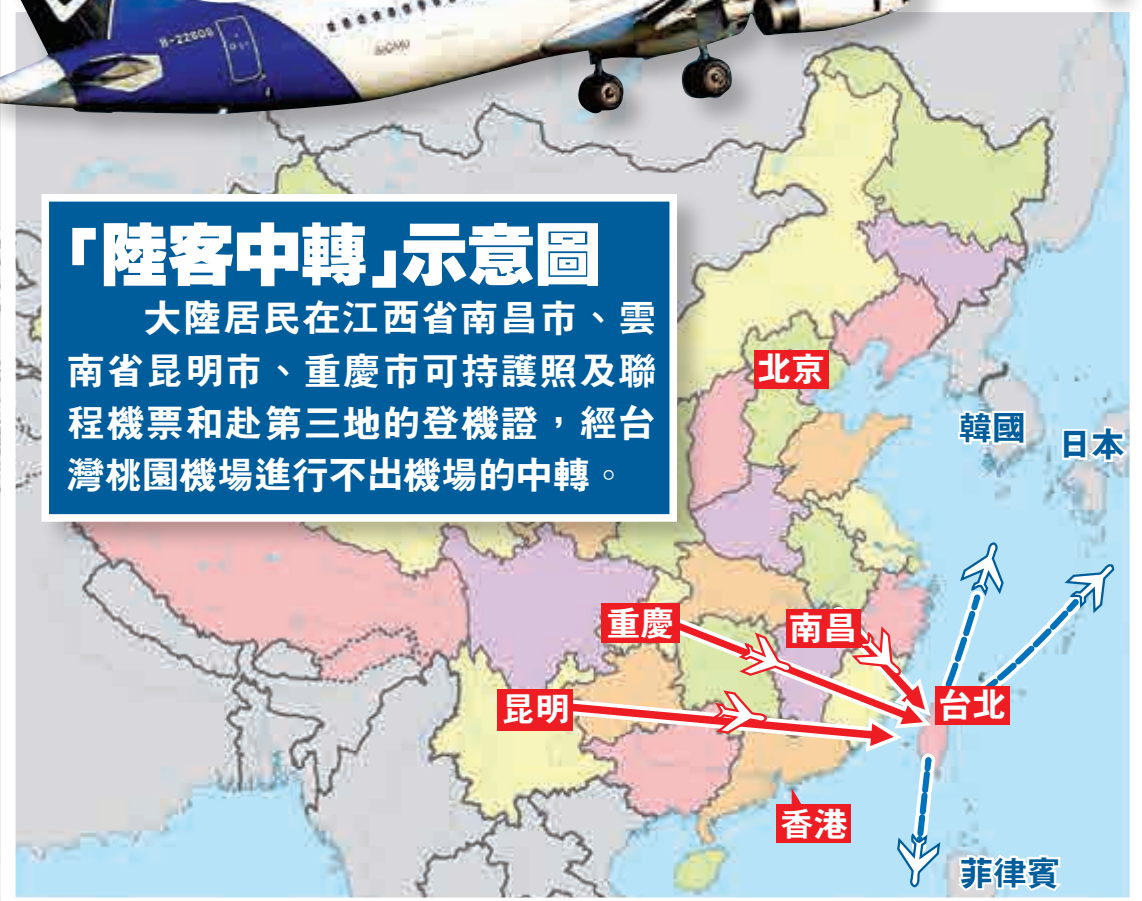 B-22606
「陸客中轉」示意圖
大陸居民在江西省南昌市、雲
南省昆明市、重慶市可持護照及聯
程機票和赴第三地的登機證，經台
灣桃園機場進行不出機場的中轉。
北京
韓國
日本
重慶
南昌
昆明
台北
香港
菲律賓